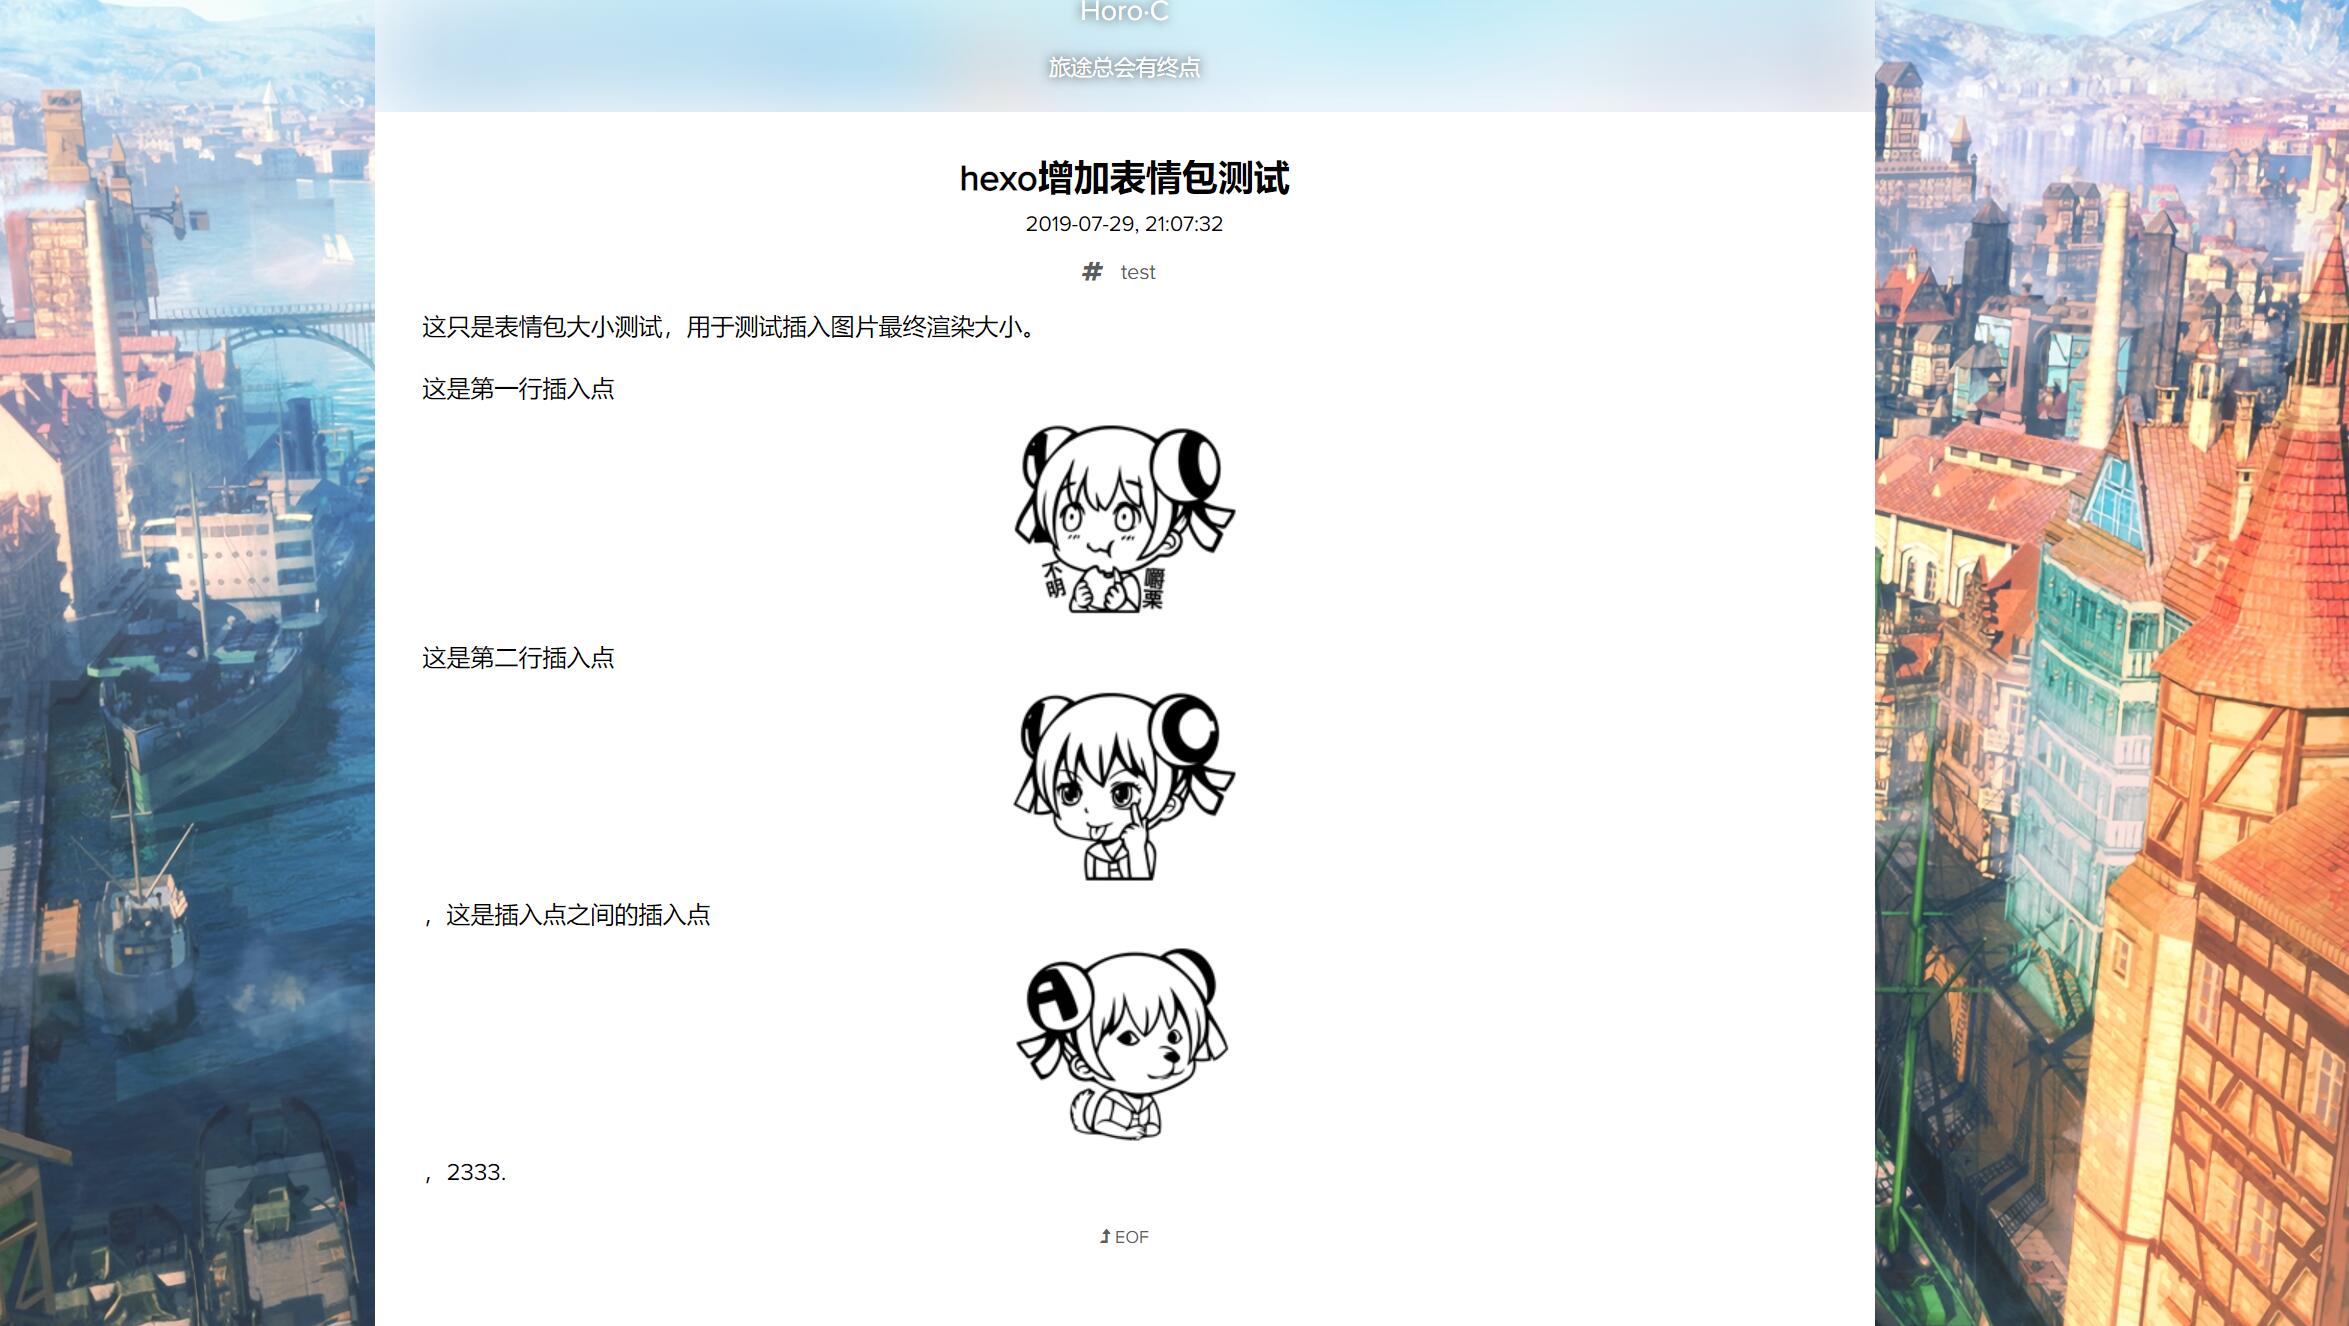 Horo·C
旅途总会有终点
hexo增加表情包测试
2019-07-29, 21:07:32
# test
这只是表情包大小测试，用于测试插入图片最终渲染大小。
这是第一行插入点
不明
嚼栗
这是第二行插入点
C
，这是插入点之间的插入点
A
，2333.
EOF